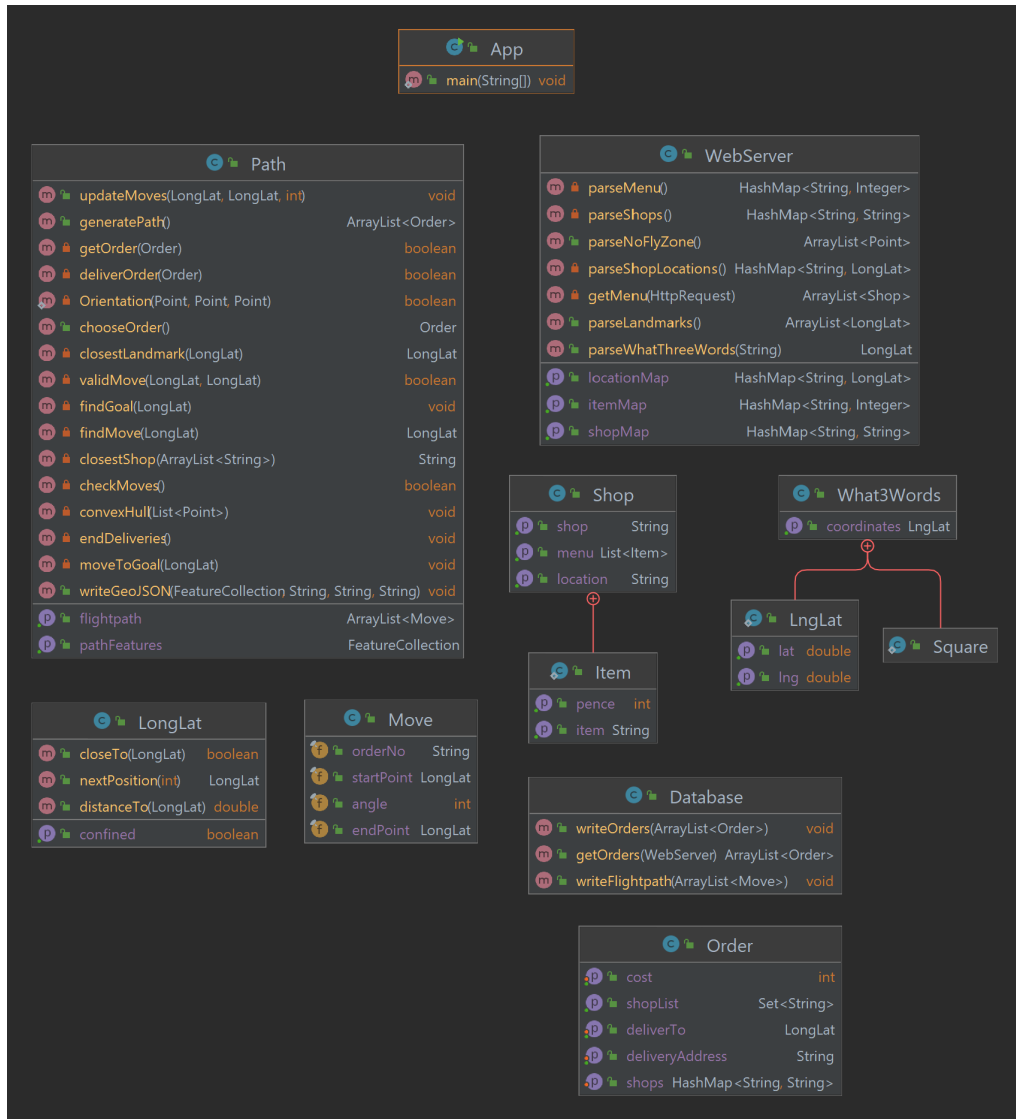 App
main(String[]) void
Path
updateMoves(LongLat, LongLat, int) void
generatePath() ArrayList<Order>
getOrder(Order) boolean
deliverOrder(Order) boolean
Orientation(Point, Point, Point) boolean
chooseOrder() Order
closestLandmark(LongLat) LongLat
validMove(LongLat, LongLat) boolean
findGoal(LongLat) void
findMove(LongLat) LongLat
closestShop(ArrayList<String>) String
checkMoves() boolean
convexHull(List<Point>) void
endDeliveries() void
moveToGoal(LongLat) void
writeGeoJSON(FeatureCollection, String, String, String) void
flightpath ArrayList<Move>
pathFeatures FeatureCollection
WebServer
parseMenu() HashMap<String, Integer>
parseShops() HashMap<String, String>
parseNoFlyZone() ArrayList<Point>
parseShopLocations() HashMap<String, LongLat>
getMenu(HttpRequest) ArrayList<Shop>
parseLandmarks() ArrayList<LongLat>
parseWhatThreeWords(String) LongLat
locationMap HashMap<String, LongLat>
itemMap HashMap<String, Integer>
shopMap HashMap<String, String>
Shop
shop String
menu List<Item>
location String
What3Words
coordinates LngLat
LngLat
lat double
lng double
Square
Item
pence int
item String
LongLat
closeTo(LongLat) boolean
nextPosition(int) LongLat
distanceTo(LongLat) double
confined boolean
Move
orderNo String
startPoint LongLat
angle int
endPoint LongLat
Database
writeOrders(ArrayList<Order>) void
getOrders(WebServer) ArrayList<Order>
writeFlightpath(ArrayList<Move>) void
Order
cost int
shopList Set<String>
deliverTo LongLat
deliveryAddress String
shops HashMap<String, String>